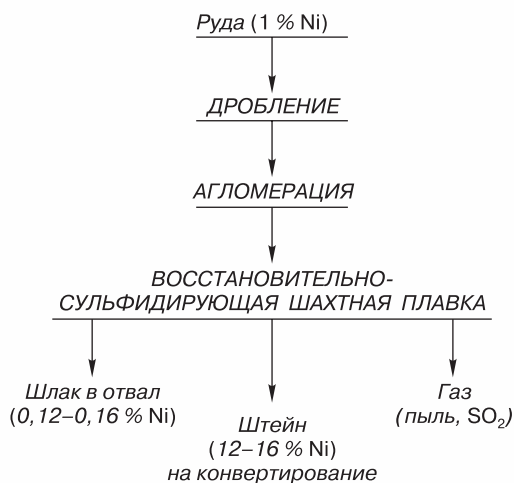 Руда (1 % Ni)
ДРОБЛЕНИЕ
АГЛОМЕРАЦИЯ
ВОССТАНОВИТЕЛЬНО-
СУЛЬФИДИРУЮЩАЯ ШАХТНАЯ ПЛАВКА
Шлак в отвал
(0,12–0,16 % Ni)
Штейн
(12–16 % Ni)
на конвертирование
Газ
(пыль, SO₂)